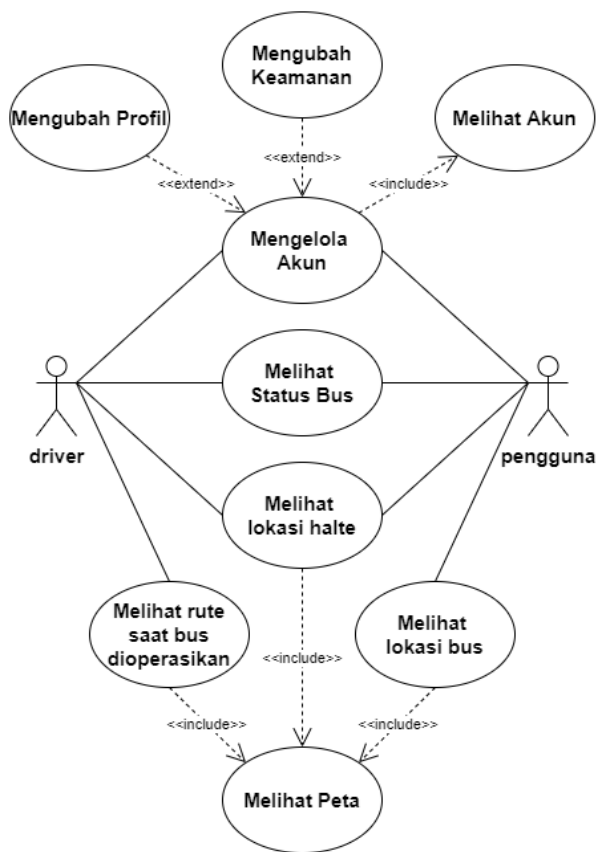 Mengubah
Keamanan
Mengubah Profil
Melihat Akun
<<extend>>
<<extend>>
<<include>>
Mengelola
Akun
Melihat
Status Bus
driver
pengguna
Melihat
lokasi halte
Melihat rute
saat bus
dioperasikan
Melihat
lokasi bus
<<include>>
<<include>>
<<include>>
Melihat Peta